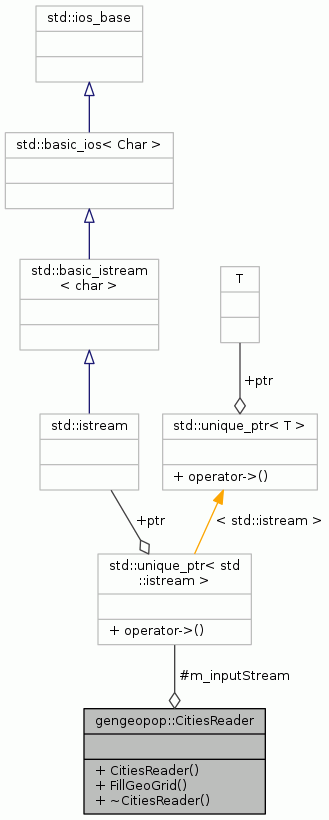 std::ios_base
std::basic_ios< Char >
std::basic_istream
< char >
T
+ptr
std::istream
std::unique_ptr< T >
+ operator->()
+ptr
< std::istream >
std::unique_ptr< std
::istream >
+ operator->()
#m_inputStream
gengeopop::CitiesReader
+ CitiesReader()
+ FillGeoGrid()
+ ~CitiesReader()